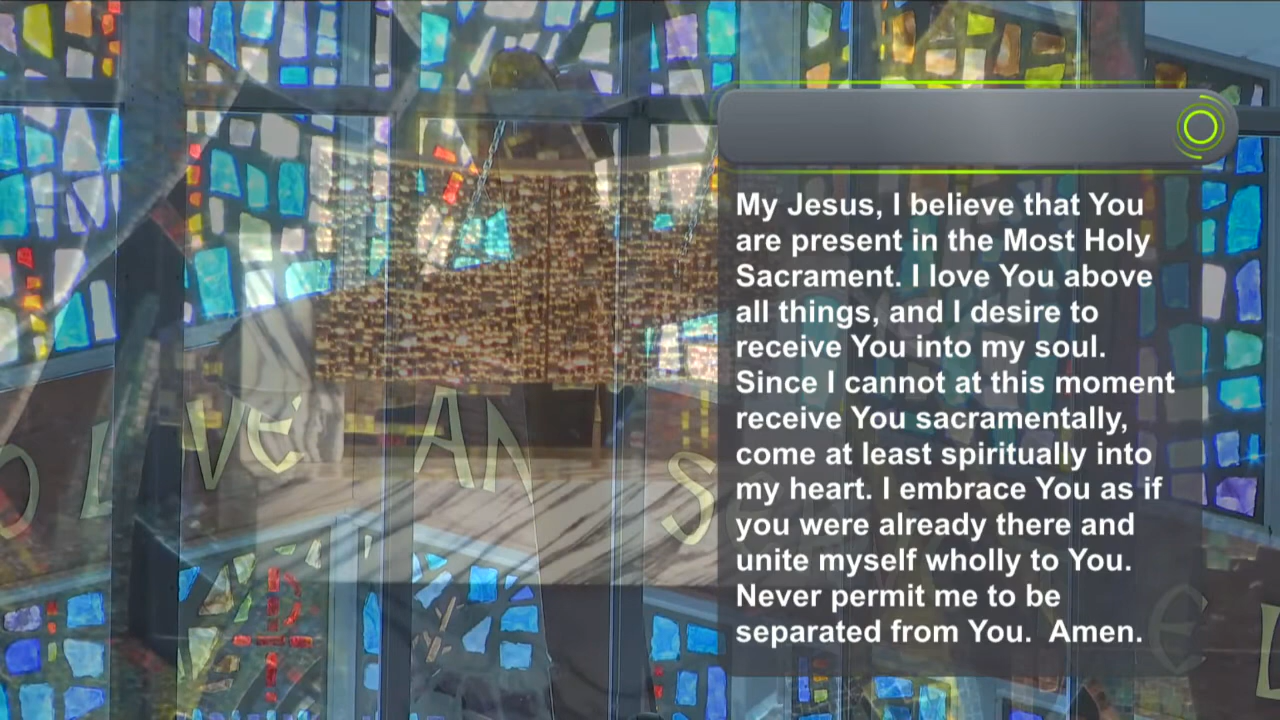 My Jesus, I believe that You
are present in the Most Holy
Sacrament. I love You above
all things, and I desire to
receive You into my soul.
Since I cannot at this moment
receive You sacramentally,
come at least spiritually into
my heart. I embrace You as if
you were already there and
unite myself wholly to You.
Never permit me to be
separated from You.  Amen.
O LIVE AN